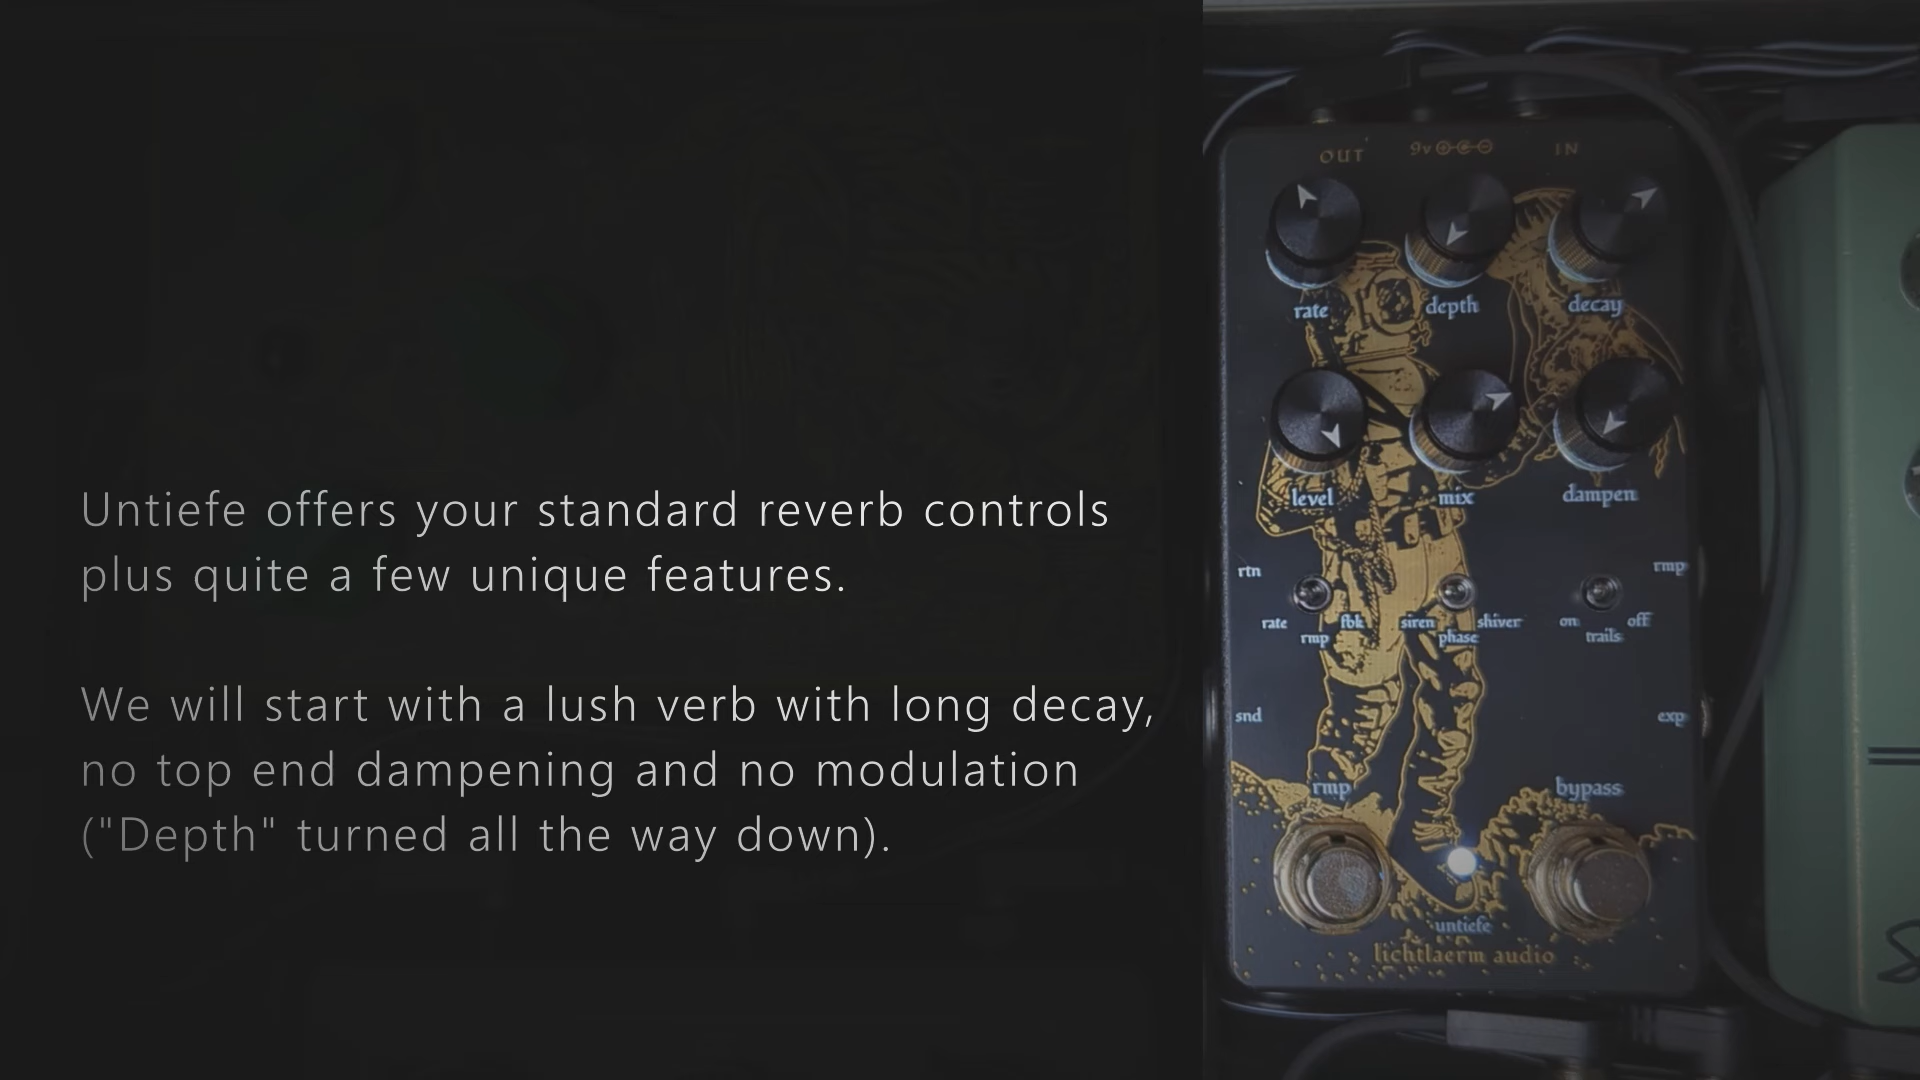 Untiefe offers your standard reverb controls
plus quite a few unique features.
We will start with a lush verb with long decay,
no top end dampening and no modulation
("Depth" turned all the way down).
OUT 9v IN
rate depth decay
level mix dampen
rtn rmp
rate fbk siren shiver on off
rmp phase trails
snd exp
rmp bypass
untiefe
lichtlaerm audio